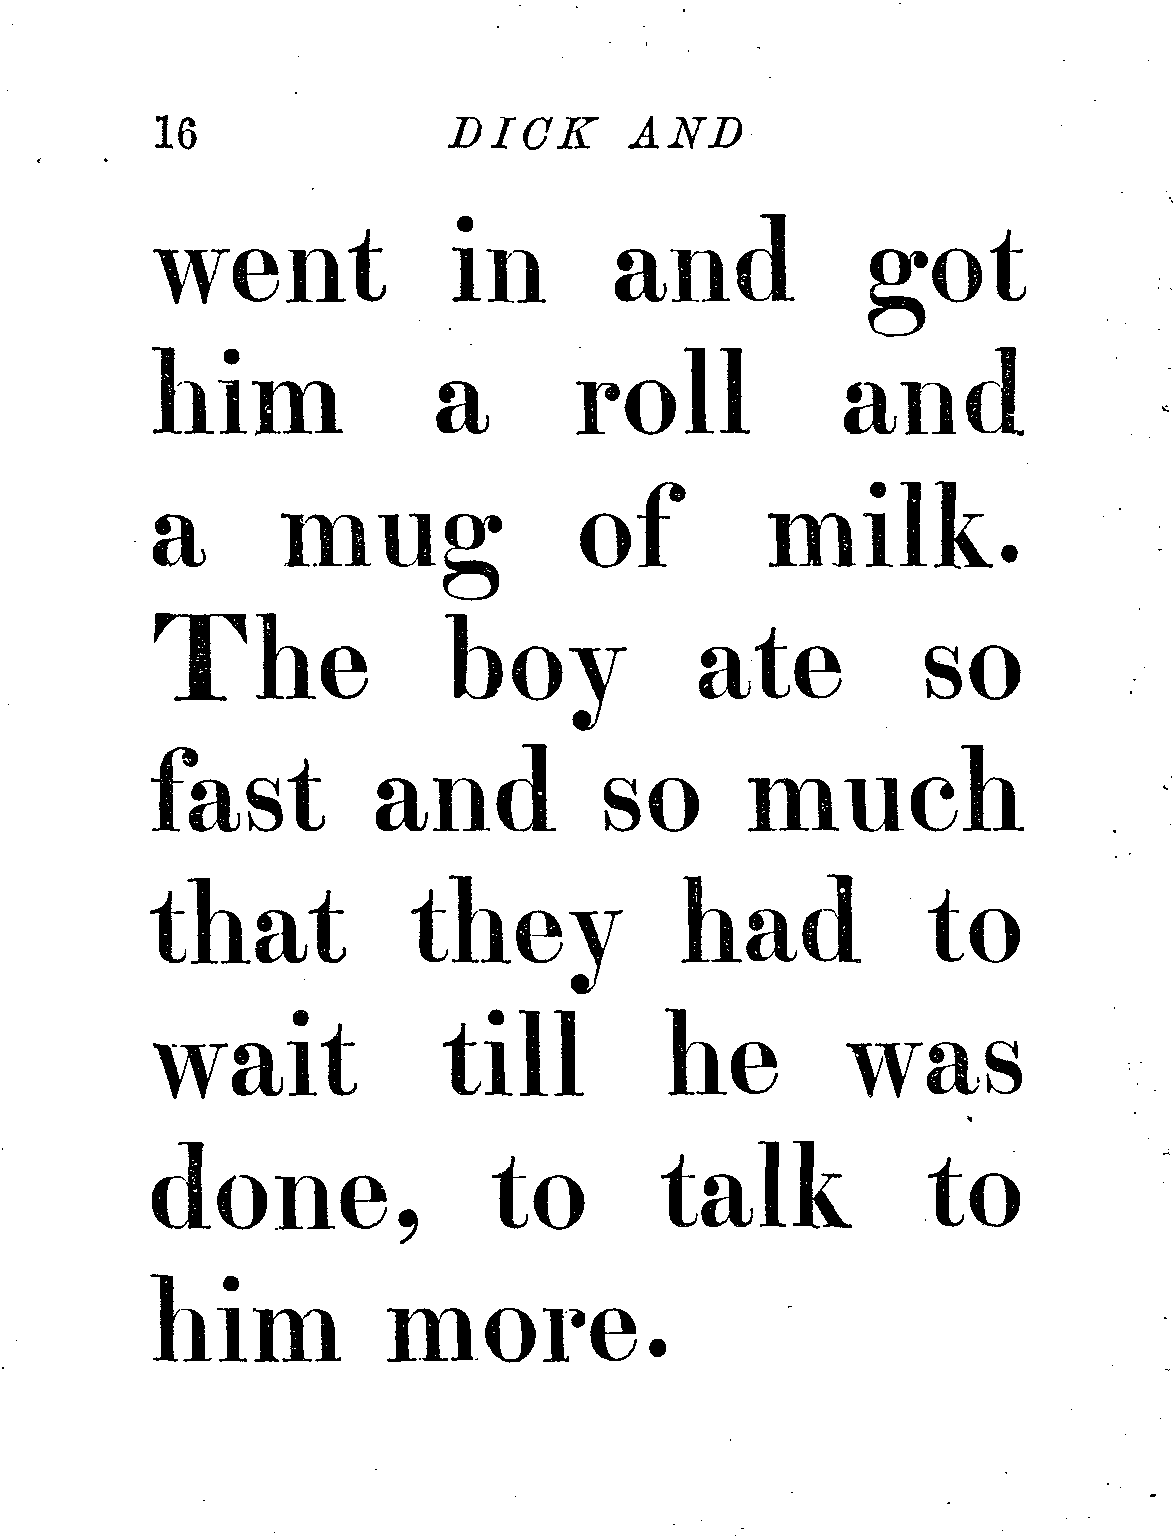 16 DICK AND
went in and got
him a roll and
a mug of milk.
The boy ate so
fast and so much
that they had to
wait till he was
done, to talk to
him more.